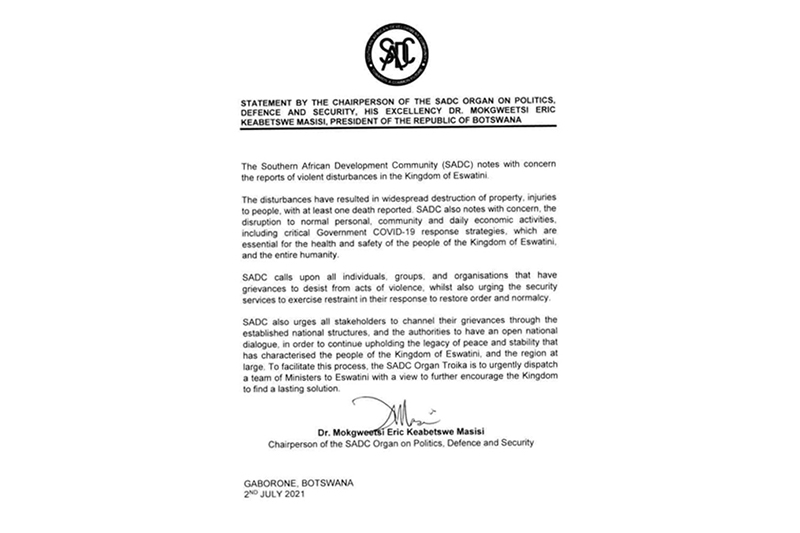 SADC
STATEMENT BY THE CHAIRPERSON OF THE SADC ORGAN ON POLITICS,
DEFENCE AND SECURITY, HIS EXCELLENCY DR. MOKGWEETSI ERIC
KEABETSWE MASISI, PRESIDENT OF THE REPUBLIC OF BOTSWANA
The Southern African Development Community (SADC) notes with concern
the reports of violent disturbances in the Kingdom of Eswatini.
The disturbances have resulted in widespread destruction of property, injuries
to people, with at least one death reported. SADC also notes with concern, the
disruption to normal personal, community and daily economic activities,
including critical Government COVID-19 response strategies, which are
essential for the health and safety of the people of the Kingdom of Eswatini,
and the entire humanity.
SADC calls upon all individuals, groups, and organisations that have
grievances to desist from acts of violence, whilst also urging the security
services to exercise restraint in their response to restore order and normalcy.
SADC also urges all stakeholders to channel their grievances through the
established national structures, and the authorities to have an open national
dialogue, in order to continue upholding the legacy of peace and stability that
has characterised the people of the Kingdom of Eswatini, and the region at
large. To facilitate this process, the SADC Organ Troika is to urgently dispatch
a team of Ministers to Eswatini with a view to further encourage the Kingdom
to find a lasting solution.
Dr. Mokgweetsi Eric Keabetswe Masisi
Chairperson of the SADC Organ on Politics, Defence and Security
GABORONE, BOTSWANA
2ND JULY 2021